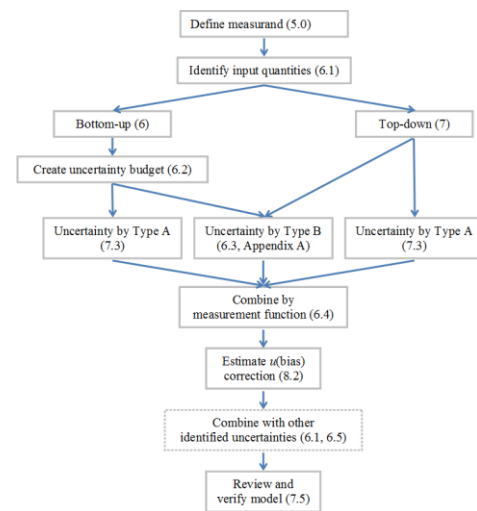 Define measurand (5.0)
Identify input quantities (6.1)
Bottom-up (6)
Top-down (7)
Create uncertainty budget (6.2)
Uncertainty by Type A
(7.3)
Uncertainty by Type B
(6.3, Appendix A)
Uncertainty by Type A
(7.3)
Combine by
measurement function (6.4)
Estimate u(bias)
correction (8.2)
Combine with other
identified uncertainties (6.1, 6.5)
Review and
verify model (7.5)